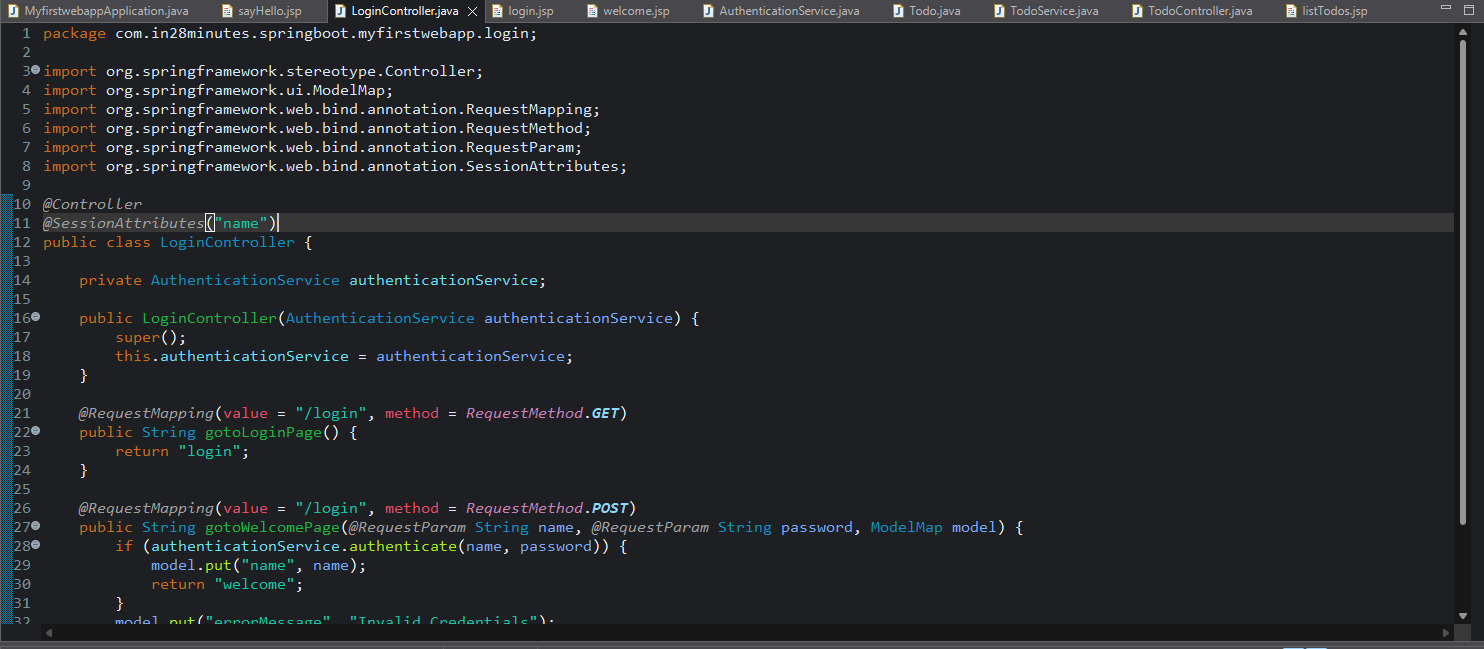 MyfirstwebappApplication.java sayHello.jsp LoginController.java login.jsp welcome.jsp AuthenticationService.java Todo.java TodoService.java TodoController.java listTodos.jsp
1 package com.in28minutes.springboot.myfirstwebapp.login;
2
3 import org.springframework.stereotype.Controller;
4 import org.springframework.ui.ModelMap;
5 import org.springframework.web.bind.annotation.RequestMapping;
6 import org.springframework.web.bind.annotation.RequestMethod;
7 import org.springframework.web.bind.annotation.RequestParam;
8 import org.springframework.web.bind.annotation.SessionAttributes;
9
10 @Controller
11 @SessionAttributes("name")
12 public class LoginController {
13
14     private AuthenticationService authenticationService;
15
16     public LoginController(AuthenticationService authenticationService) {
17         super();
18         this.authenticationService = authenticationService;
19     }
20
21     @RequestMapping(value = "/login", method = RequestMethod.GET)
22     public String gotoLoginPage() {
23         return "login";
24     }
25
26     @RequestMapping(value = "/login", method = RequestMethod.POST)
27     public String gotoWelcomePage(@RequestParam String name, @RequestParam String password, ModelMap model) {
28         if (authenticationService.authenticate(name, password)) {
29             model.put("name", name);
30             return "welcome";
31         }
32         model.put("errorMessage", "Invalid Credentials");